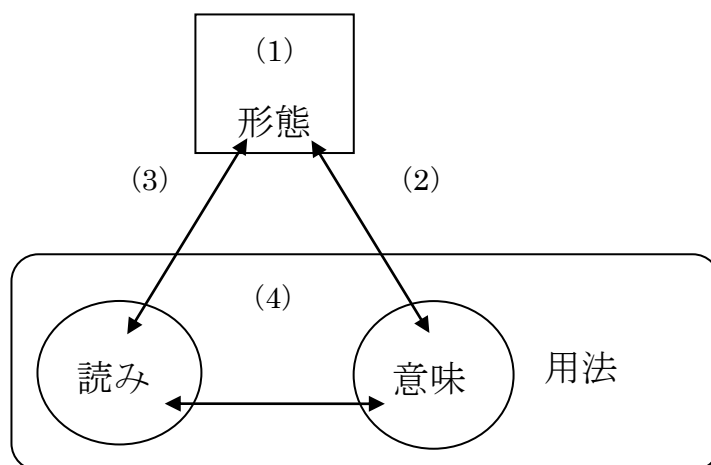 (1)
形態
(3)
(2)
(4)
読み
意味
用法